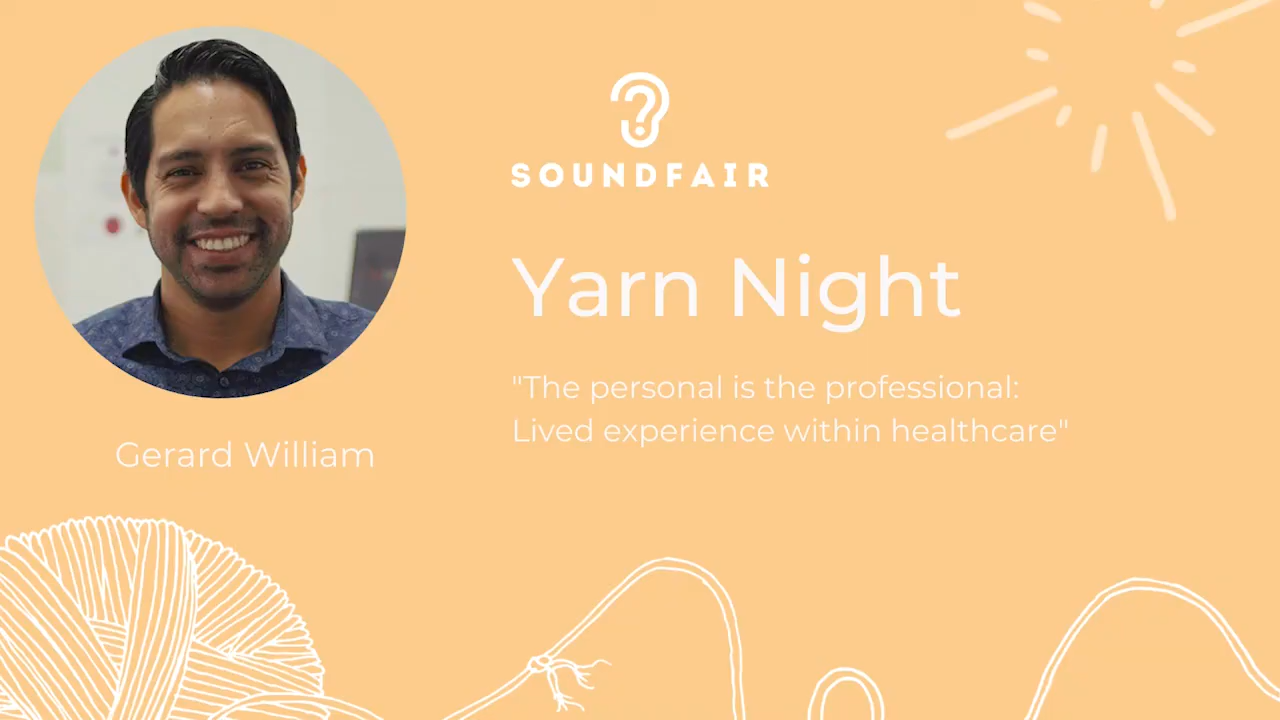 SOUNDFAIR
Yarn Night
"The personal is the professional:
Lived experience within healthcare"
Gerard William